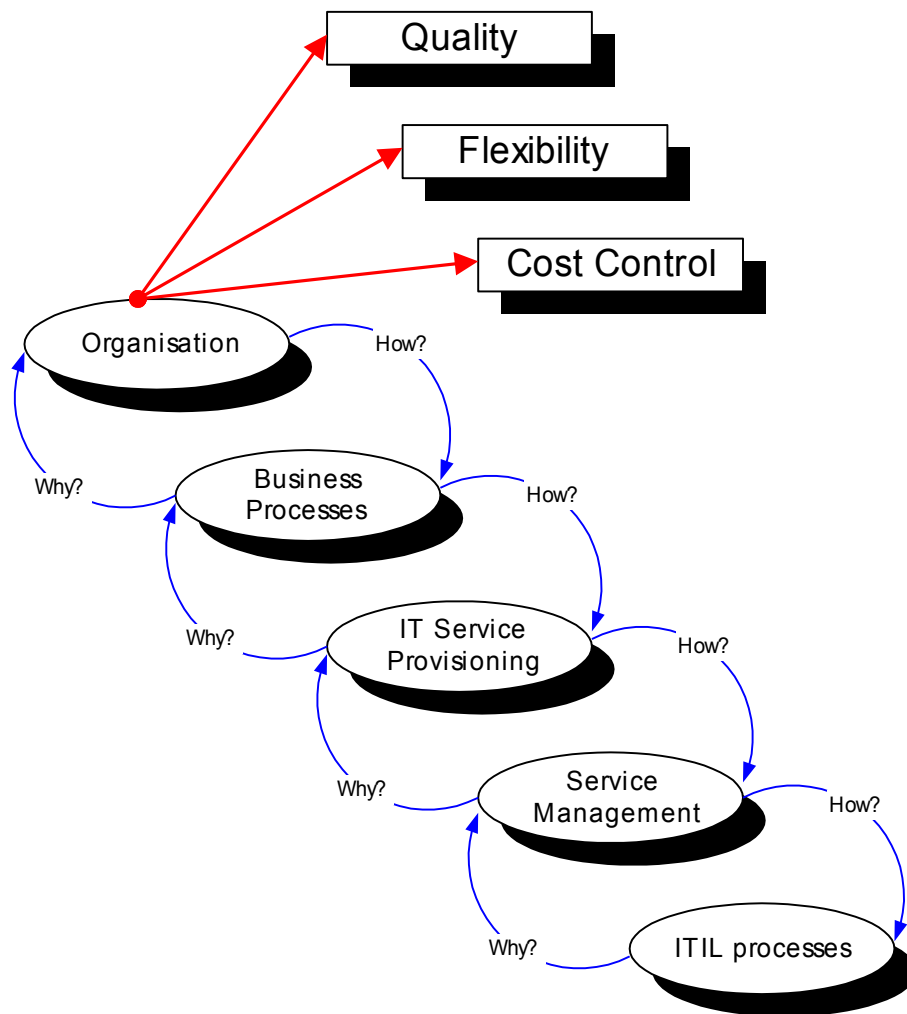 Quality
Flexibility
Cost Control
Organisation
How?
Why?
Business
Processes
How?
Why?
IT Service
Provisioning
How?
Why?
Service
Management
How?
Why?
ITIL processes